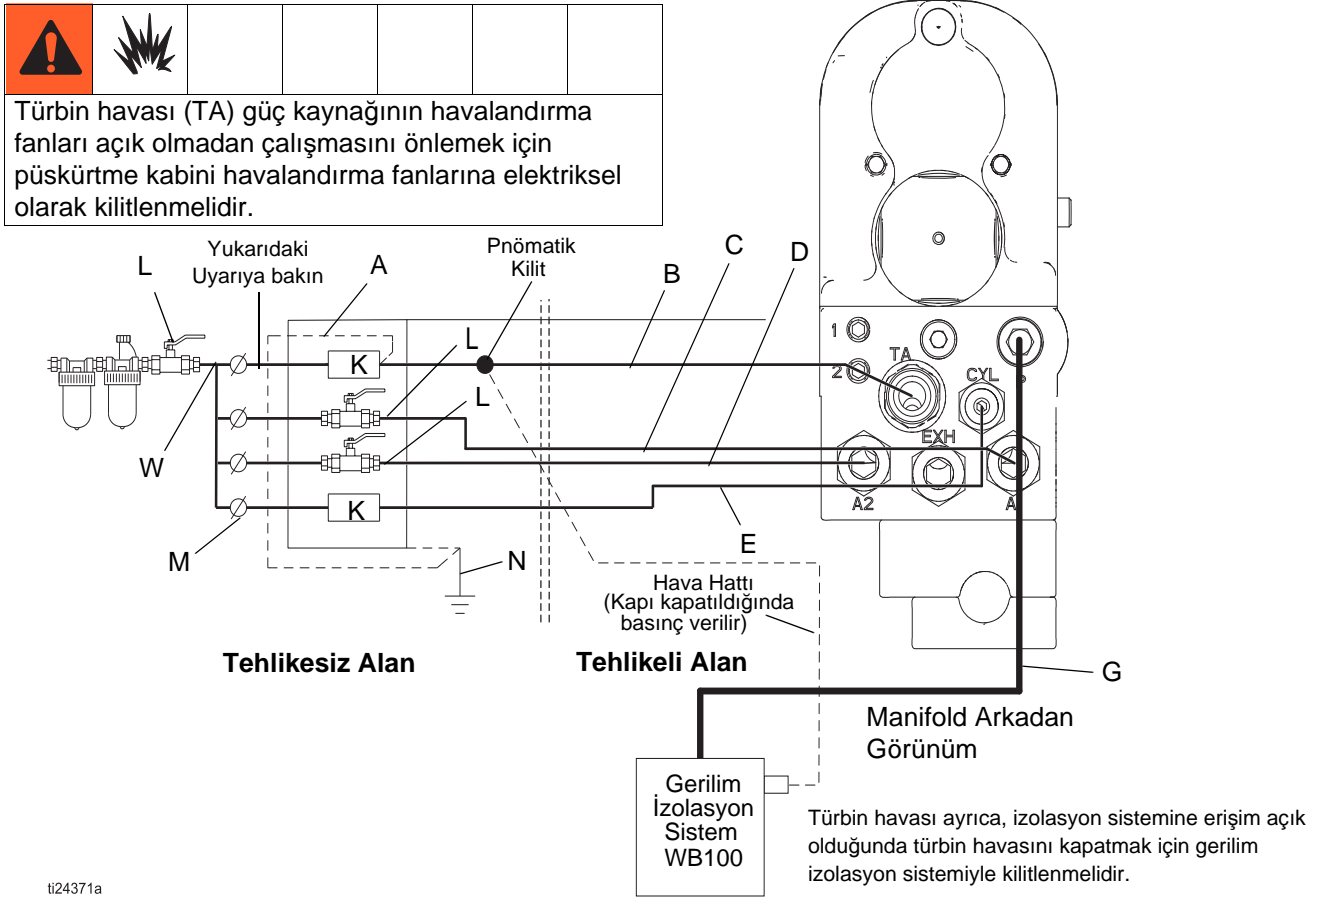 Türbin havası (TA) güç kaynağının havalandırma
fanları açık olmadan çalışmasını önlemek için
püskürtme kabini havalandırma fanlarına elektriksel
olarak kilitlenmelidir.
L
Yukarıdaki
Uyarıya bakın
A
Pnömatik
Kilit
B
C
D
K
L
L
W
K
M
N
E
1
2
TA
CYL
EXH
A2
A
Hava Hattı
(Kapı kapatıldığında
basınç verilir)
Tehlikesiz Alan
Tehlikeli Alan
G
Manifold Arkadan
Görünüm
Gerilim
İzolasyon
Sistem
WB100
Türbin havası ayrıca, izolasyon sistemine erişim açık
olduğunda türbin havasını kapatmak için gerilim
izolasyon sistemiyle kilitlenmelidir.
ti24371a